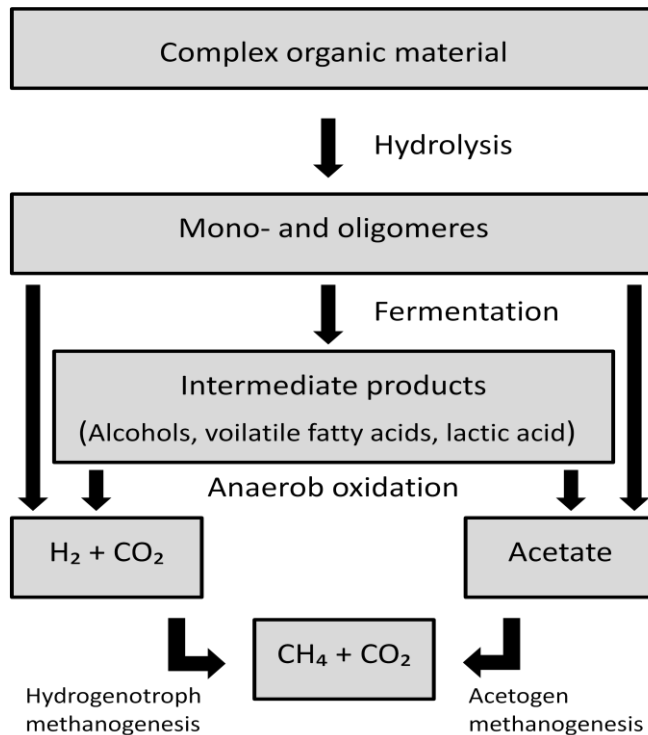 Complex organic material
Hydrolysis
Mono- and oligomeres
Fermentation
Intermediate products
(Alcohols, voilatile fatty acids, lactic acid)
Anaerob oxidation
H₂ + CO₂
Acetate
CH₄ + CO₂
Hydrogenotroph
methanogenesis
Acetogen
methanogenesis